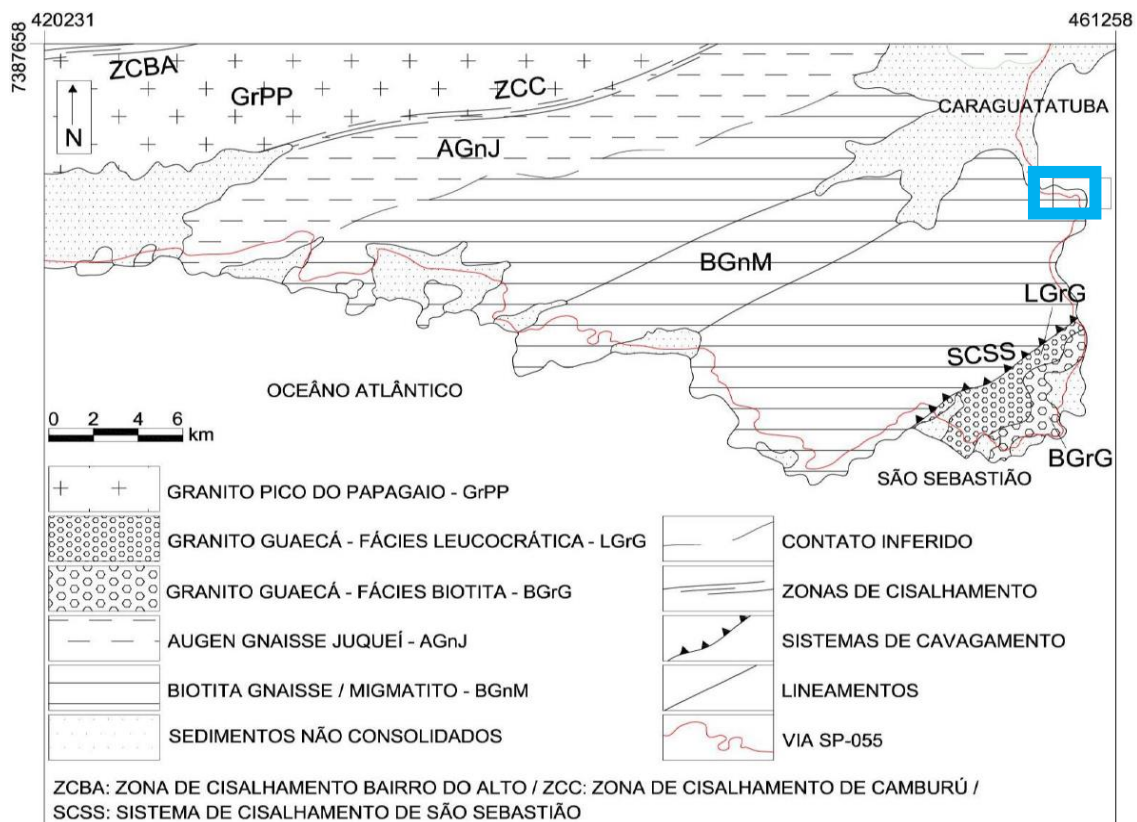 420231
461258
7387658
ZCBA
GrPP
ZCC
CARAGUATATUBA
N
AGnJ
BGnM
LGrG
SCSS
OCEÂNO ATLÂNTICO
0 2 4 6
km
BGrG
SÃO SEBASTIÃO
GRANITO PICO DO PAPAGAIO - GrPP
GRANITO GUAECÁ - FÁCIES LEUCOCRÁTICA - LGrG
GRANITO GUAECÁ - FÁCIES BIOTITA - BGrG
AUGEN GNAISSE JUQUEÍ - AGnJ
BIOTITA GNAISSE / MIGMATITO - BGnM
SEDIMENTOS NÃO CONSOLIDADOS
CONTATO INFERIDO
ZONAS DE CISALHAMENTO
SISTEMAS DE CAVAGAMENTO
LINEAMENTOS
VIA SP-055
ZCBA: ZONA DE CISALHAMENTO BAIRRO DO ALTO / ZCC: ZONA DE CISALHAMENTO DE CAMBURÚ /
SCSS: SISTEMA DE CISALHAMENTO DE SÃO SEBASTIÃO